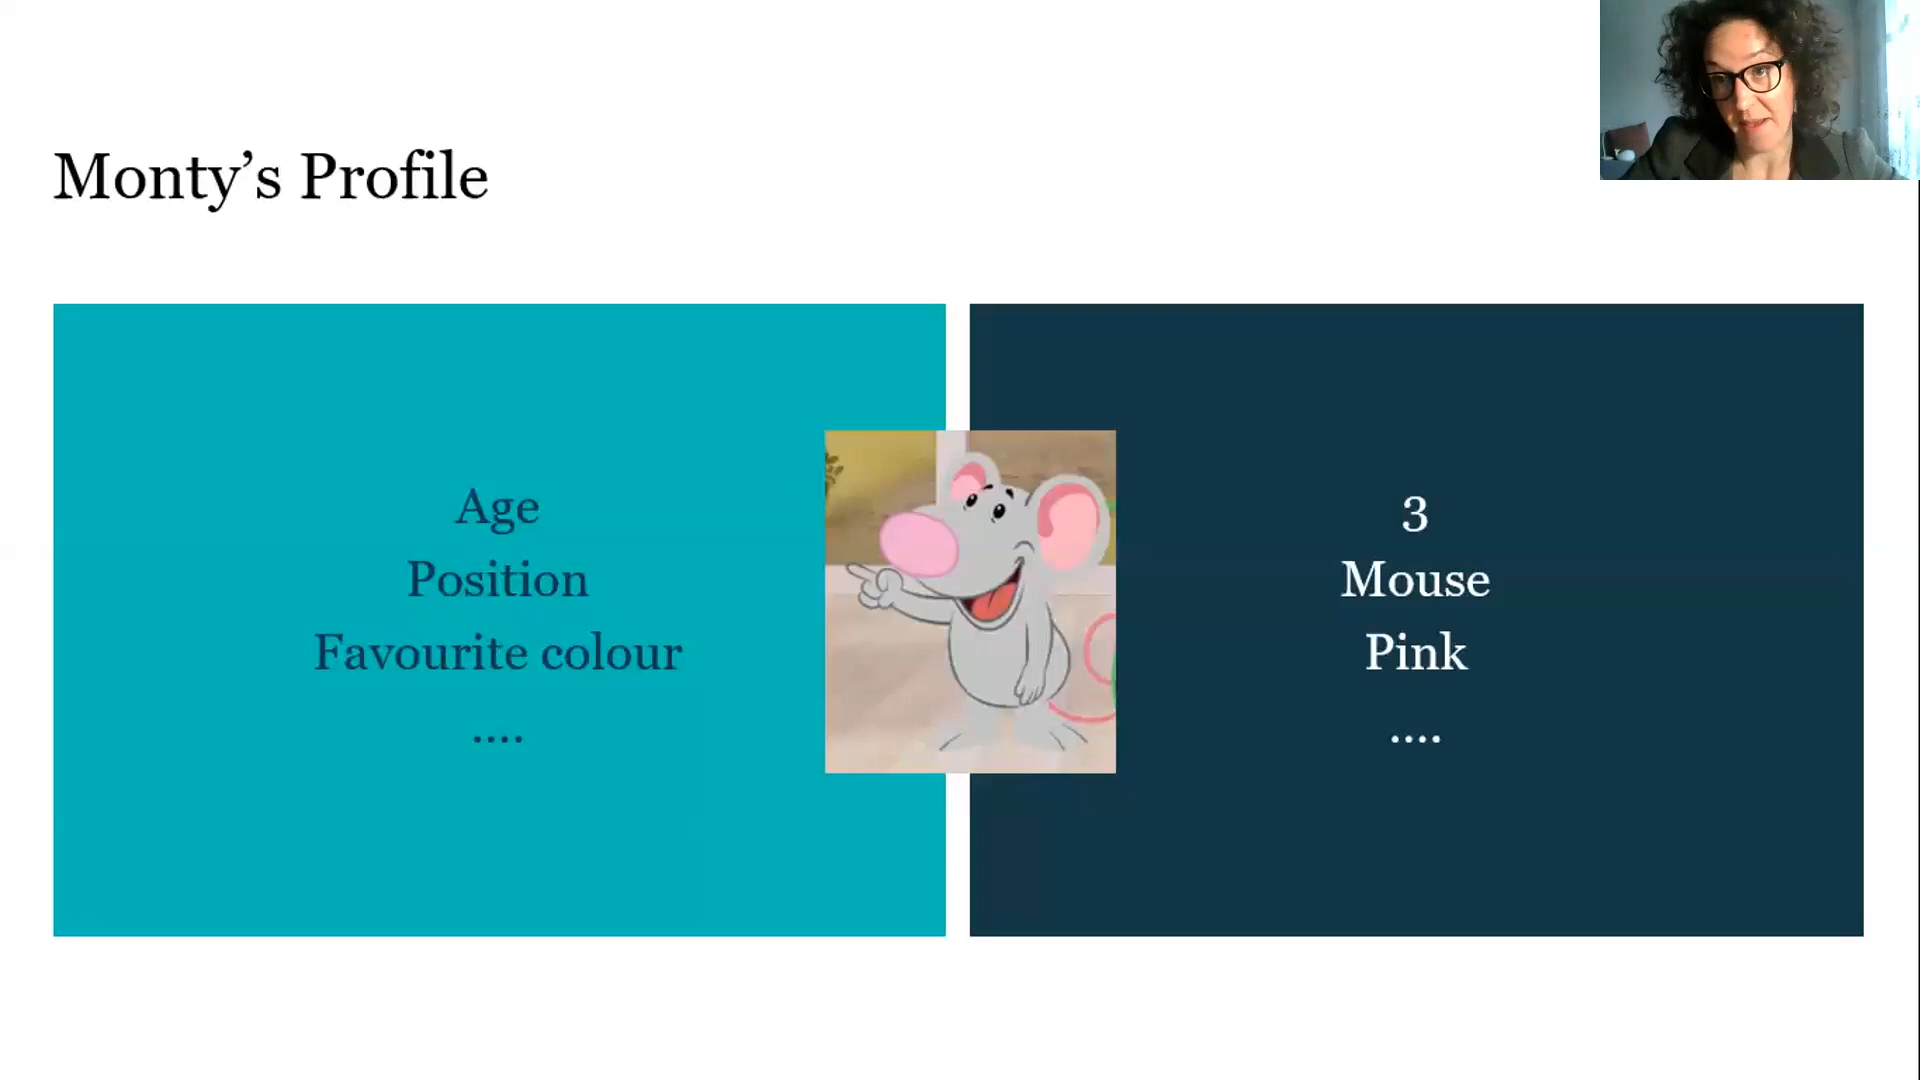 Monty’s Profile
Age
Position
Favourite colour
....
3
Mouse
Pink
....